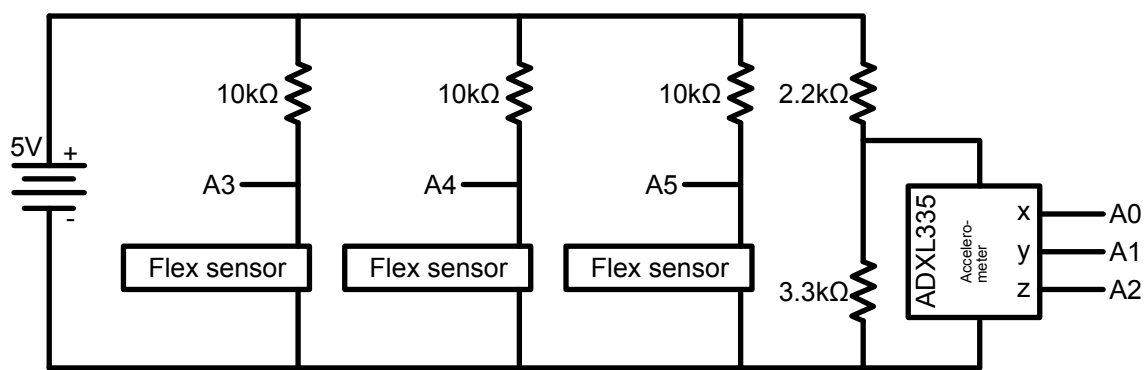 10kΩ
10kΩ
10kΩ
2.2kΩ
5V
+
-
A3
A4
A5
Flex sensor
Flex sensor
Flex sensor
3.3kΩ
ADXL335
Accelero-
meter
x
y
z
A0
A1
A2